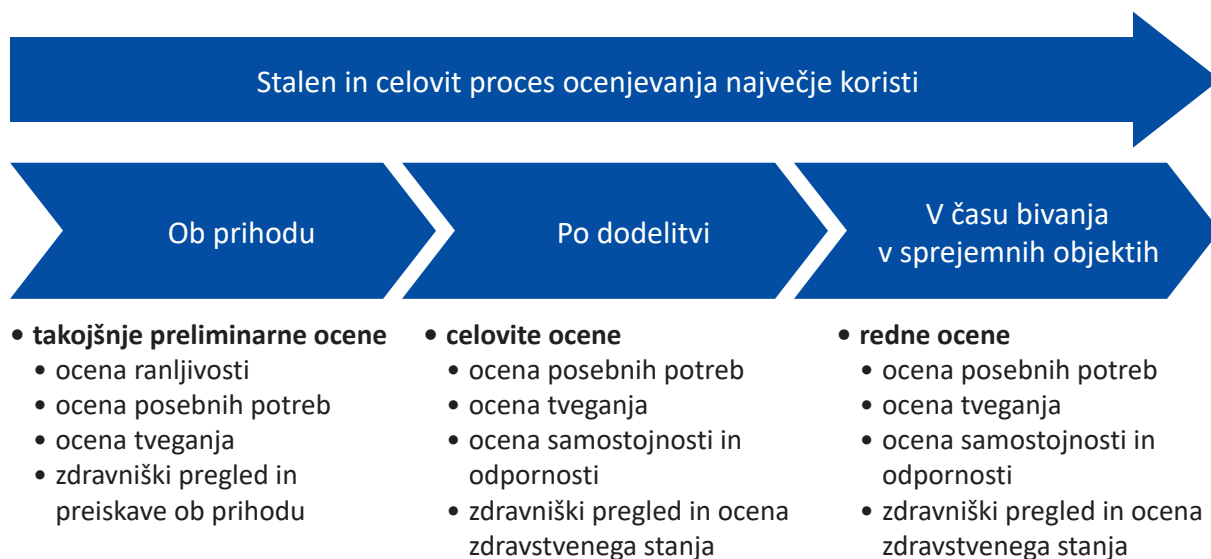 Stalen in celovit proces ocenjevanja največje koristi
Ob prihodu
Po dodelitvi
V času bivanja
v sprejemnih objektih
• takojšnje preliminarne ocene
• ocena ranljivosti
• ocena posebnih potreb
• ocena tveganja
• zdravniški pregled in
preiskave ob prihodu
• celovite ocene
• ocena posebnih potreb
• ocena tveganja
• ocena samostojnosti in
odpornosti
• zdravniški pregled in ocena
zdravstvenega stanja
• redne ocene
• ocena posebnih potreb
• ocena tveganja
• ocena samostojnosti in
odpornosti
• zdravniški pregled in ocena
zdravstvenega stanja